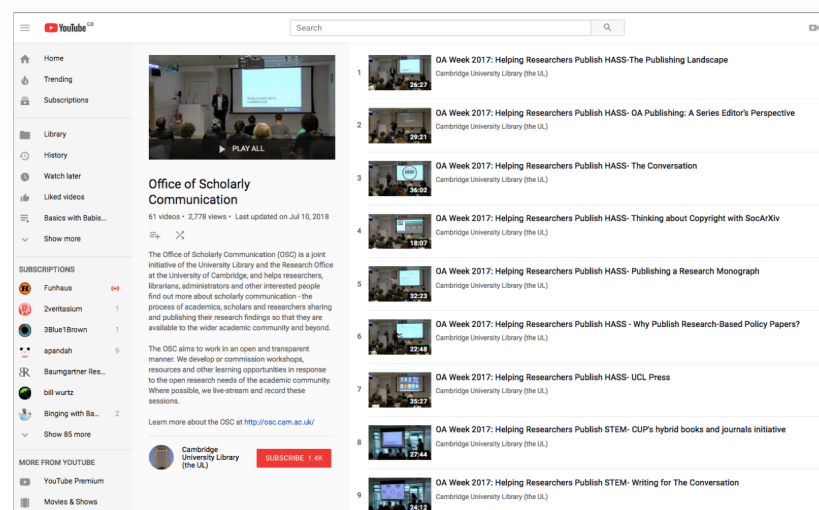 YouTube GB
Search
Home
Trending
Subscriptions
Library
History
Watch later
Liked videos
Basics with Babis...
Show more
SUBSCRIPTIONS
Funhaus
2veritasium 1
3Blue1Brown 1
apandah 9
Baumgartner Res...
bill wurtz
Binging with Ba... 2
Show 85 more
MORE FROM YOUTUBE
YouTube Premium
Movies & Shows
PLAY ALL
Office of Scholarly
Communication
61 videos • 2,778 views • Last updated on Jul 10, 2018
The Office of Scholarly Communication (OSC) is a joint
initiative of the University Library and the Research Office
at the University of Cambridge, and helps researchers,
librarians, administrators and other interested people
find out more about scholarly communication - the
process of academics, scholars and researchers sharing
and publishing their research findings so that they are
available to the wider academic community and beyond.
The OSC aims to work in an open and transparent
manner. We develop or commission workshops,
resources and other learning opportunities in response
to the open research needs of the academic community.
Where possible, we live-stream and record these
sessions.
Learn more about the OSC at http://osc.cam.ac.uk/
Cambridge
University Library
(the UL)
SUBSCRIBE 1.4K
1
26:27
OA Week 2017: Helping Researchers Publish HASS-The Publishing Landscape
Cambridge University Library (the UL)
2
29:21
OA Week 2017: Helping Researchers Publish HASS- OA Publishing: A Series Editor's Perspective
Cambridge University Library (the UL)
3
36:02
OA Week 2017: Helping Researchers Publish HASS- The Conversation
Cambridge University Library (the UL)
4
18:07
OA Week 2017: Helping Researchers Publish HASS- Thinking about Copyright with SocArXiv
Cambridge University Library (the UL)
5
32:23
OA Week 2017: Helping Researchers Publish HASS- Publishing a Research Monograph
Cambridge University Library (the UL)
6
22:48
OA Week 2017: Helping Researchers Publish HASS - Why Publish Research-Based Policy Papers?
Cambridge University Library (the UL)
7
35:27
OA Week 2017: Helping Researchers Publish HASS- UCL Press
Cambridge University Library (the UL)
8
27:44
OA Week 2017: Helping Researchers Publish STEM- CUP's hybrid books and journals initiative
Cambridge University Library (the UL)
9
24:12
OA Week 2017: Helping Researchers Publish STEM- Writing for The Conversation
Cambridge University Library (the UL)